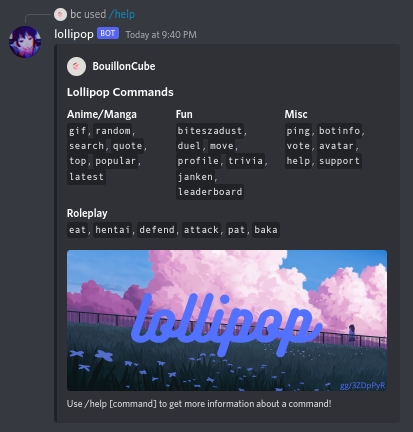 bc used /help
lollipop BOT Today at 9:40 PM
BouillonCube
Lollipop Commands
Anime/Manga
gif, random,
search, quote,
top, popular,
latest
Fun
biteszadust,
duel, move,
profile, trivia,
janken,
leaderboard
Misc
ping, botinfo,
vote, avatar,
help, support
Roleplay
eat, hentai, defend, attack, pat, baka
lollipop
gg/3ZDpPyR
Use /help [command] to get more information about a command!